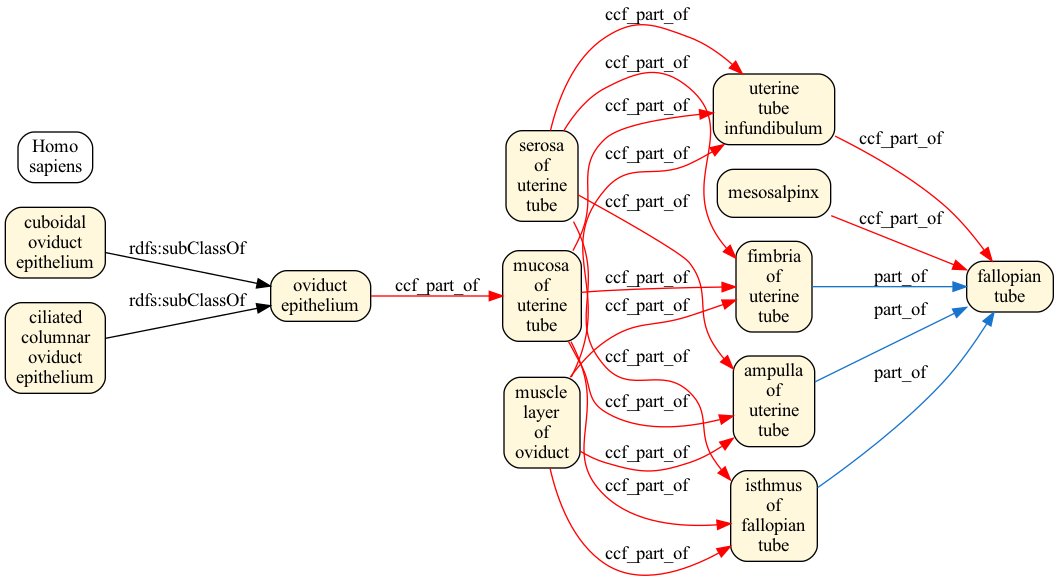 Homo
sapiens
cuboidal
oviduct
epithelium
ciliated
columnar
oviduct
epithelium
rdfs:subClassOf
rdfs:subClassOf
oviduct
epithelium
ccf_part_of
serosa
of
uterine
tube
mucosa
of
uterine
tube
muscle
layer
of
oviduct
ccf_part_of
ccf_part_of
ccf_part_of
ccf_part_of
ccf_part_of
ccf_part_of
ccf_part_of
ccf_part_of
ccf_part_of
ccf_part_of
ccf_part_of
ccf_part_of
uterine
tube
infundibulum
mesosalpinx
fimbria
of
uterine
tube
ampulla
of
uterine
tube
isthmus
of
fallopian
tube
ccf_part_of
ccf_part_of
part_of
part_of
part_of
fallopian
tube